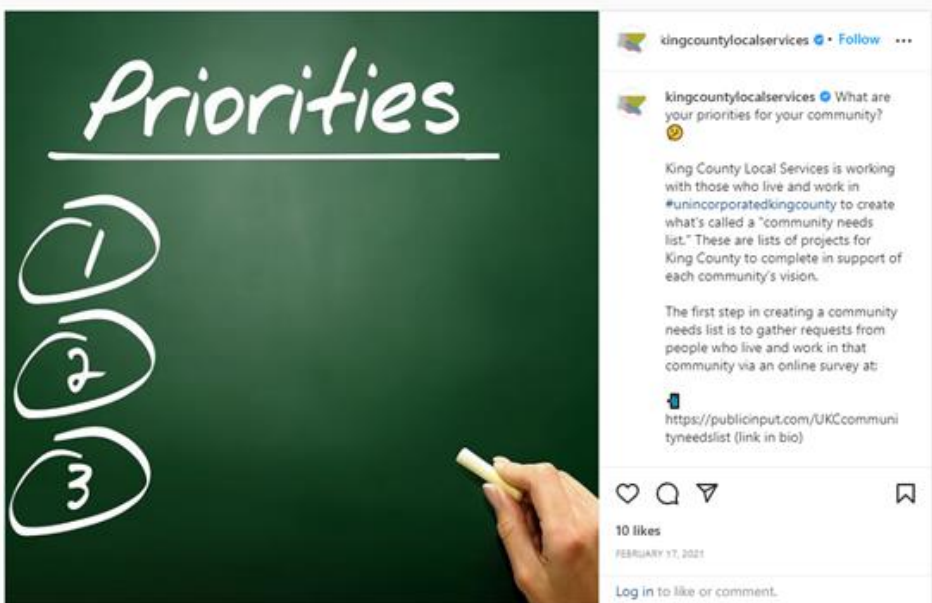 Priorities
1
2
3
kingcountylocalservices • Follow •••
kingcountylocalservices What are
your priorities for your community?
King County Local Services is working
with those who live and work in
#unincorporatedkingcounty to create
what's called a "community needs
list." These are lists of projects for
King County to complete in support of
each community's vision.
The first step in creating a community
needs list is to gather requests from
people who live and work in that
community via an online survey at:
https://publicinput.com/UKCcommuni
tyneedslist (link in bio)
10 likes
FEBRUARY 17, 2021
Log in to like or comment.